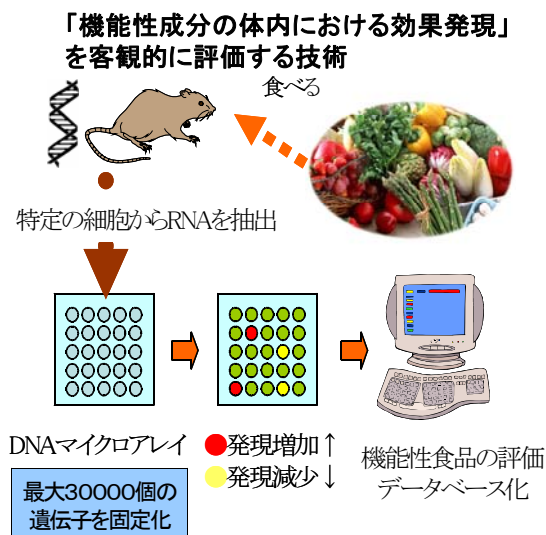 「機能性成分の体内における効果発現」
を客観的に評価する技術
食べる
特定の細胞からRNAを抽出
DNAマイクロアレイ
最大30000個の
遺伝子を固定化
●発現増加↑
●発現減少↓
機能性食品の評価
データベース化